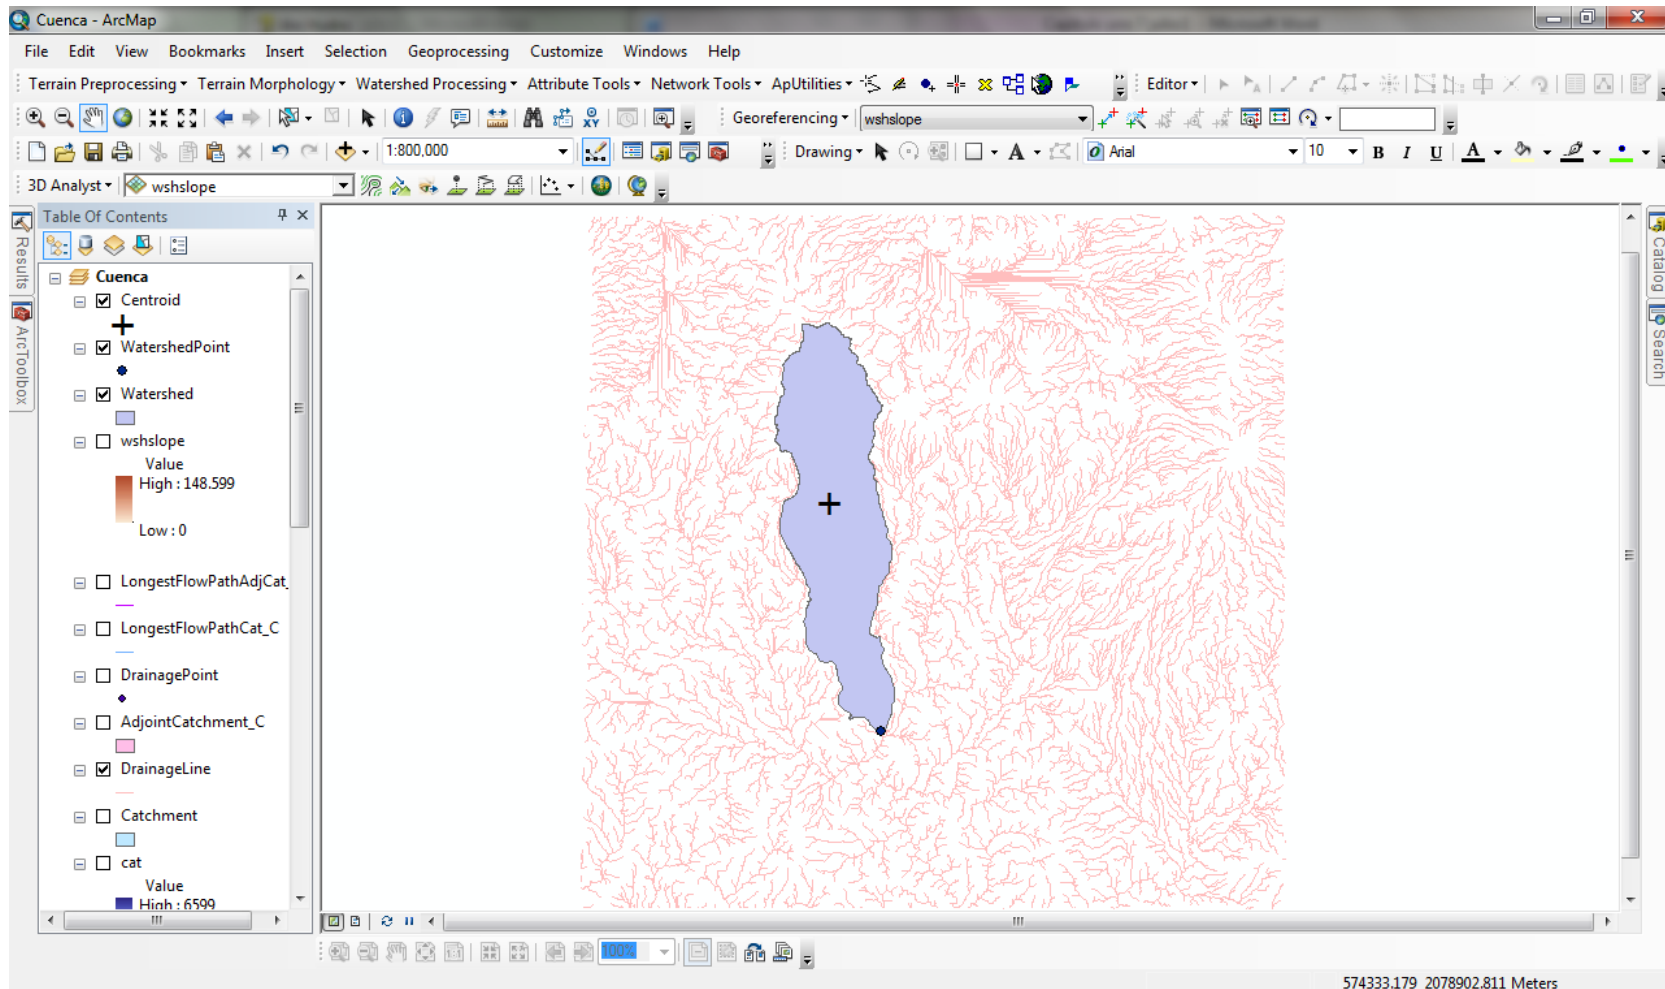 Cuenca - ArcMap
File Edit View Bookmarks Insert Selection Geoprocessing Customize Windows Help
Terrain Preprocessing Terrain Morphology Watershed Processing Attribute Tools Network Tools ApUtilities Editor
Georeferencing wshslope
1:800,000 Drawing A Arial 10 B I U A
3D Analyst wshslope
Table Of Contents
Results
ArcToolbox
Cuenca
Centroid
WatershedPoint
Watershed
wshslope
Value
High : 148.599
Low : 0
LongestFlowPathAdjCat_
LongestFlowPathCat_C
DrainagePoint
AdjointCatchment_C
DrainageLine
Catchment
cat
Value
High : 6599
Catalog
Search
100%
574333.179 2078902.811 Meters